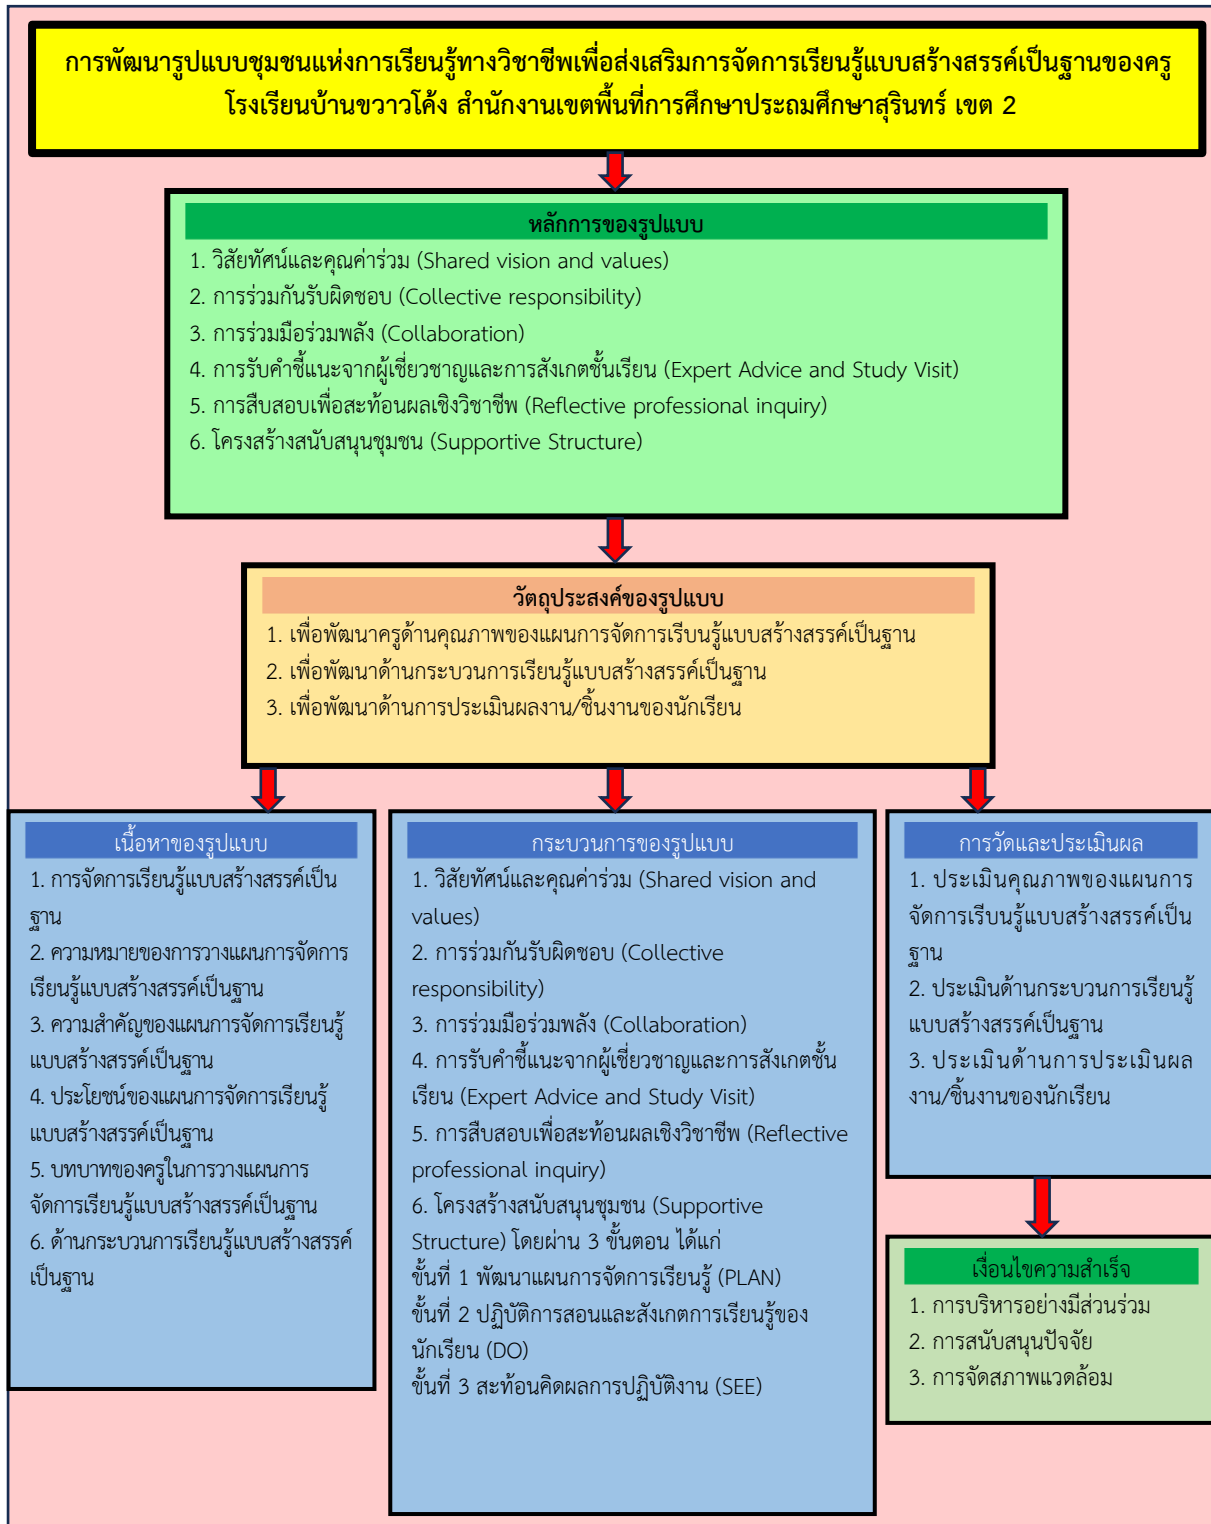 การพัฒนารูปแบบชุมชนแห่งการเรียนรู้ทางวิชาชีพเพื่อส่งเสริมการจัดการเรียนรู้แบบสร้างสรรค์เป็นฐานของครู
โรงเรียนบ้านขวาวโค้ง สำนักงานเขตพื้นที่การศึกษาประถมศึกษาสุรินทร์ เขต 2
หลักการของรูปแบบ
1. วิสัยทัศน์และคุณค่าร่วม (Shared vision and values)
2. การร่วมกันรับผิดชอบ (Collective responsibility)
3. การร่วมมือร่วมพลัง (Collaboration)
4. การรับคำชี้แนะจากผู้เชี่ยวชาญและการสังเกตชั้นเรียน (Expert Advice and Study Visit)
5. การสืบสอบเพื่อสะท้อนผลเชิงวิชาชีพ (Reflective professional inquiry)
6. โครงสร้างสนับสนุนชุมชน (Supportive Structure)
วัตถุประสงค์ของรูปแบบ
1. เพื่อพัฒนาครูด้านคุณภาพของแผนการจัดการเรีบนรู้แบบสร้างสรรค์เป็นฐาน
2. เพื่อพัฒนาด้านกระบวนการเรียนรู้แบบสร้างสรรค์เป็นฐาน
3. เพื่อพัฒนาด้านการประเมินผลงาน/ชิ้นงานของนักเรียน
เนื้อหาของรูปแบบ
1. การจัดการเรียนรู้แบบสร้างสรรค์เป็น
ฐาน
2. ความหมายของการวางแผนการจัดการ
เรียนรู้แบบสร้างสรรค์เป็นฐาน
3. ความสำคัญของแผนการจัดการเรียนรู้
แบบสร้างสรรค์เป็นฐาน
4. ประโยชน์ของแผนการจัดการเรียนรู้
แบบสร้างสรรค์เป็นฐาน
5. บทบาทของครูในการวางแผนการ
จัดการเรียนรู้แบบสร้างสรรค์เป็นฐาน
6. ด้านกระบวนการเรียนรู้แบบสร้างสรรค์
เป็นฐาน
กระบวนการของรูปแบบ
1. วิสัยทัศน์และคุณค่าร่วม (Shared vision and
values)
2. การร่วมกันรับผิดชอบ (Collective
responsibility)
3. การร่วมมือร่วมพลัง (Collaboration)
4. การรับคำชี้แนะจากผู้เชี่ยวชาญและการสังเกตชั้น
เรียน (Expert Advice and Study Visit)
5. การสืบสอบเพื่อสะท้อนผลเชิงวิชาชีพ (Reflective
professional inquiry)
6. โครงสร้างสนับสนุนชุมชน (Supportive
Structure) โดยผ่าน 3 ขั้นตอน ได้แก่
ขั้นที่ 1 พัฒนาแผนการจัดการเรียนรู้ (PLAN)
ขั้นที่ 2 ปฏิบัติการสอนและสังเกตการเรียนรู้ของ
นักเรียน (DO)
ขั้นที่ 3 สะท้อนคิดผลการปฏิบัติงาน (SEE)
การวัดและประเมินผล
1. ประเมินคุณภาพของแผนการ
จัดการเรีบนรู้แบบสร้างสรรค์เป็น
ฐาน
2. ประเมินด้านกระบวนการเรียนรู้
แบบสร้างสรรค์เป็นฐาน
3. ประเมินด้านการประเมินผล
งาน/ชิ้นงานของนักเรียน
เงื่อนไขความสำเร็จ
1. การบริหารอย่างมีส่วนร่วม
2. การสนับสนุนปัจจัย
3. การจัดสภาพแวดล้อม